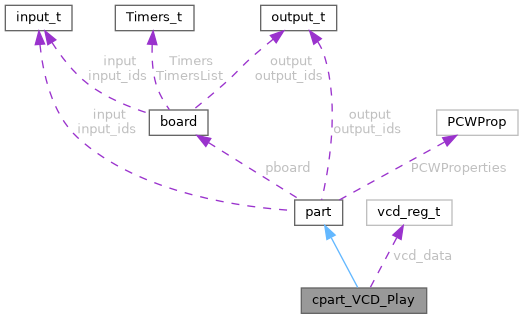 input_t
Timers_t
output_t
input
input_ids
Timers
TimersList
output
output_ids
input
input_ids
board
output
output_ids
PCWProp
pboard
PCWProperties
part
vcd_reg_t
vcd_data
cpart_VCD_Play